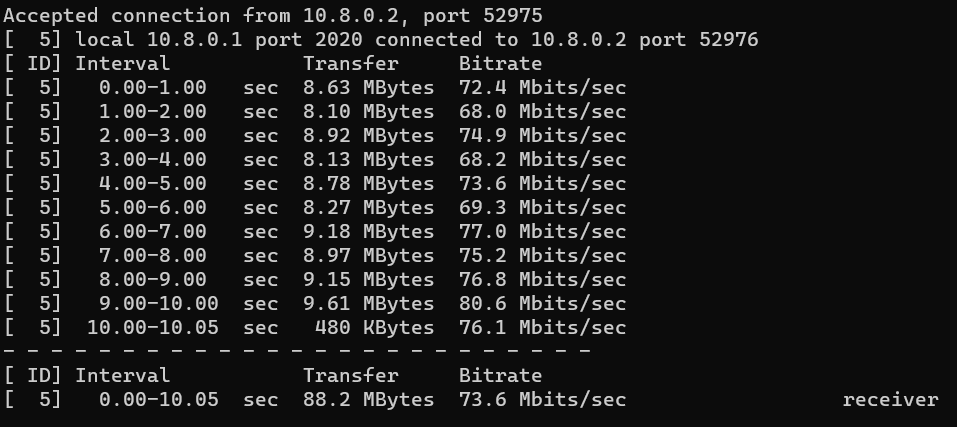 Accepted connection from 10.8.0.2, port 52975
[  5] local 10.8.0.1 port 2020 connected to 10.8.0.2 port 52976
[ ID] Interval           Transfer     Bitrate
[  5]   0.00-1.00   sec  8.63 MBytes  72.4 Mbits/sec
[  5]   1.00-2.00   sec  8.10 MBytes  68.0 Mbits/sec
[  5]   2.00-3.00   sec  8.92 MBytes  74.9 Mbits/sec
[  5]   3.00-4.00   sec  8.13 MBytes  68.2 Mbits/sec
[  5]   4.00-5.00   sec  8.78 MBytes  73.6 Mbits/sec
[  5]   5.00-6.00   sec  8.27 MBytes  69.3 Mbits/sec
[  5]   6.00-7.00   sec  9.18 MBytes  77.0 Mbits/sec
[  5]   7.00-8.00   sec  8.97 MBytes  75.2 Mbits/sec
[  5]   8.00-9.00   sec  9.15 MBytes  76.8 Mbits/sec
[  5]   9.00-10.00  sec  9.61 MBytes  80.6 Mbits/sec
[  5]  10.00-10.05  sec   480 KBytes  76.1 Mbits/sec
- - - - - - - - - - - - - - - - - - - - - - - - -
[ ID] Interval           Transfer     Bitrate
[  5]   0.00-10.05  sec  88.2 MBytes  73.6 Mbits/sec                  receiver